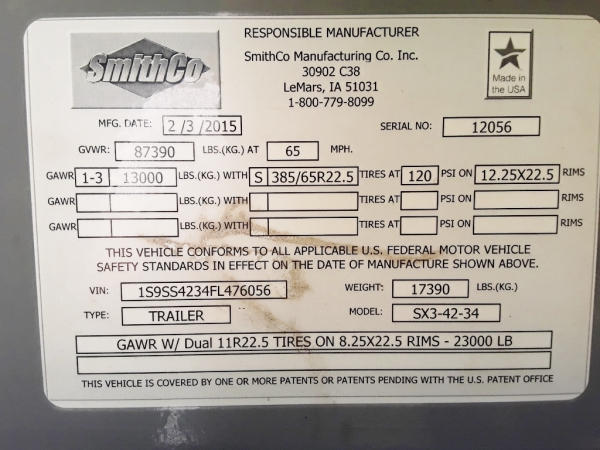 SmithCo
RESPONSIBLE MANUFACTURER
SmithCo Manufacturing Co. Inc.
30902 C38
LeMars, IA 51031
1-800-779-8099
Made in
the USA
MFG. DATE: 2/3/2015 SERIAL NO: 12056
GVWR: 87390 LBS.(KG.) AT 65 MPH.
GAWR 1-3 13000 LBS.(KG.) WITH S 385/65R22.5 TIRES AT 120 PSI ON 12.25X22.5 RIMS
GAWR LBS.(KG.) WITH TIRES AT PSI ON RIMS
GAWR LBS.(KG.) WITH TIRES AT PSI ON RIMS
THIS VEHICLE CONFORMS TO ALL APPLICABLE U.S. FEDERAL MOTOR VEHICLE
SAFETY STANDARDS IN EFFECT ON THE DATE OF MANUFACTURE SHOWN ABOVE.
VIN: 1S9SS4234FL476056 WEIGHT: 17390 LBS.(KG.)
TYPE: TRAILER MODEL: SX3-42-34
GAWR W/ Dual 11R22.5 TIRES ON 8.25X22.5 RIMS - 23000 LB
THIS VEHICLE IS COVERED BY ONE OR MORE PATENTS OR PATENTS PENDING WITH THE U.S. PATENT OFFICE